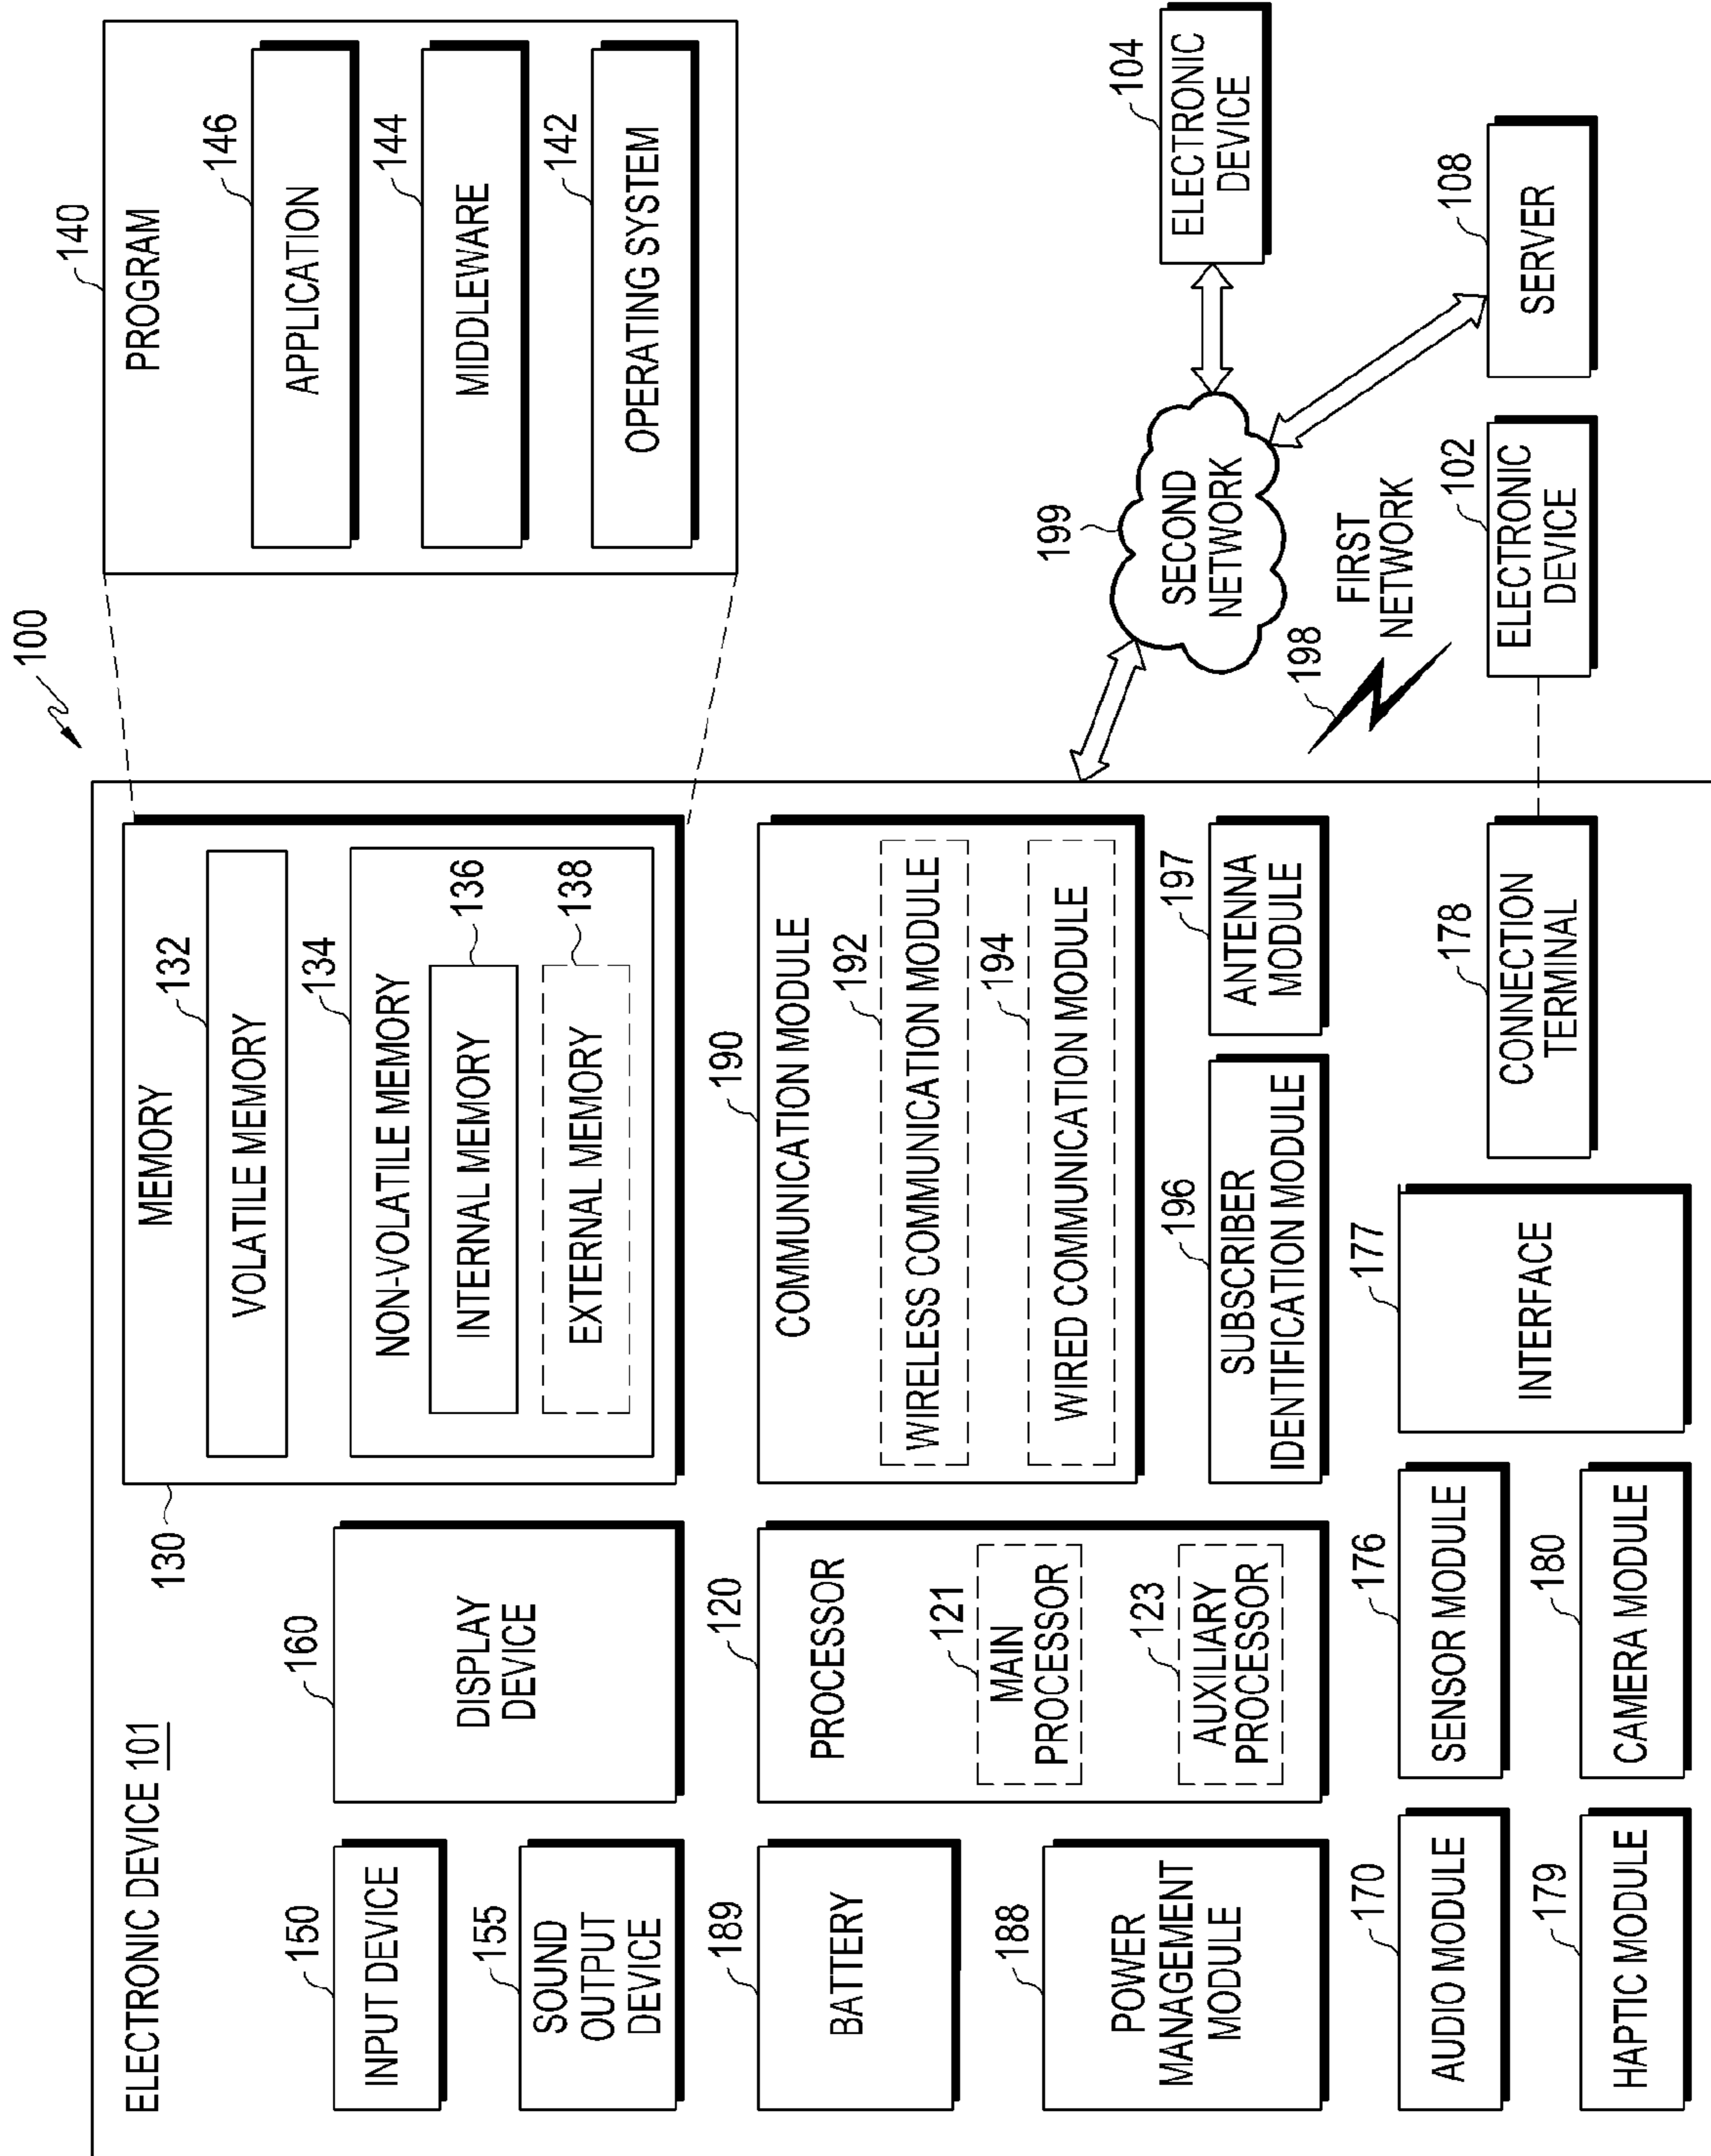 100
ELECTRONIC DEVICE 101
150
INPUT DEVICE
155
SOUND
OUTPUT
DEVICE
160
DISPLAY
DEVICE
130
MEMORY
132
VOLATILE MEMORY
134
NON-VOLATILE MEMORY
136
INTERNAL MEMORY
138
EXTERNAL MEMORY
140
PROGRAM
146
APPLICATION
144
MIDDLEWARE
142
OPERATING SYSTEM
189
BATTERY
188
POWER
MANAGEMENT
MODULE
120
PROCESSOR
121
MAIN
PROCESSOR
123
AUXILIARY
PROCESSOR
190
COMMUNICATION MODULE
192
WIRELESS COMMUNICATION MODULE
194
WIRED COMMUNICATION MODULE
196
SUBSCRIBER
IDENTIFICATION MODULE
197
ANTENNA
MODULE
170
AUDIO MODULE
176
SENSOR MODULE
177
INTERFACE
178
CONNECTION
TERMINAL
179
HAPTIC MODULE
180
CAMERA MODULE
199
SECOND
NETWORK
104
ELECTRONIC
DEVICE
198
FIRST
NETWORK
102
ELECTRONIC
DEVICE
108
SERVER